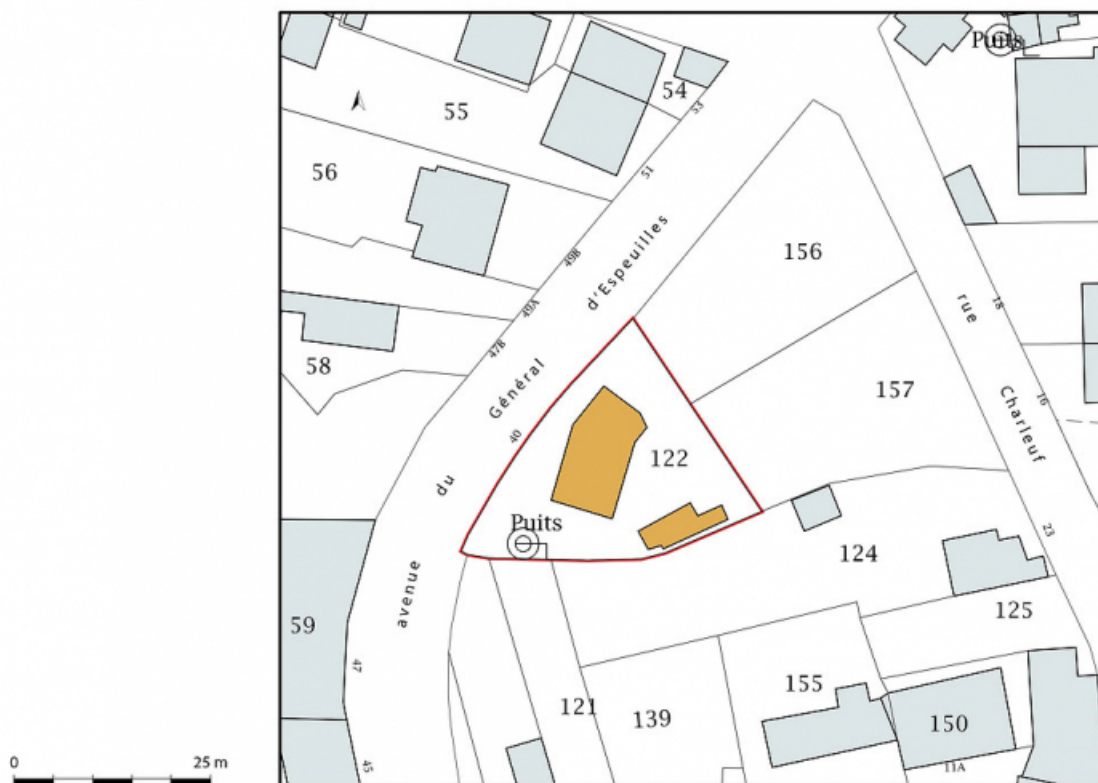 Puits
54
53
55
51
56
156
49B
d'Espeuilles
18
rue
49A
47B
58
Général
157
16
Charleuf
40
122
du
Puits
23
124
avenue
125
59
47
155
121
139
150
45
11A
0
25 m